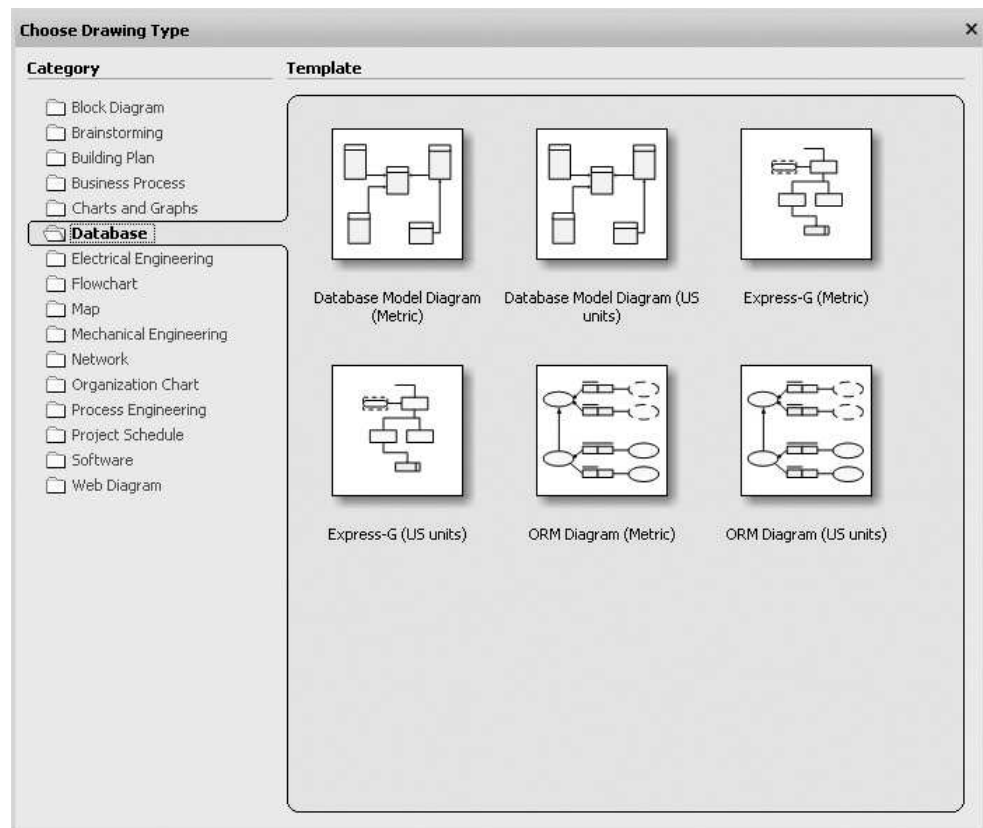 Choose Drawing Type
Category
Template
Block Diagram
Brainstorming
Building Plan
Business Process
Charts and Graphs
Database
Electrical Engineering
Flowchart
Map
Mechanical Engineering
Network
Organization Chart
Process Engineering
Project Schedule
Software
Web Diagram
Database Model Diagram
(Metric)
Database Model Diagram (US
units)
Express-G (Metric)
Express-G (US units)
ORM Diagram (Metric)
ORM Diagram (US units)